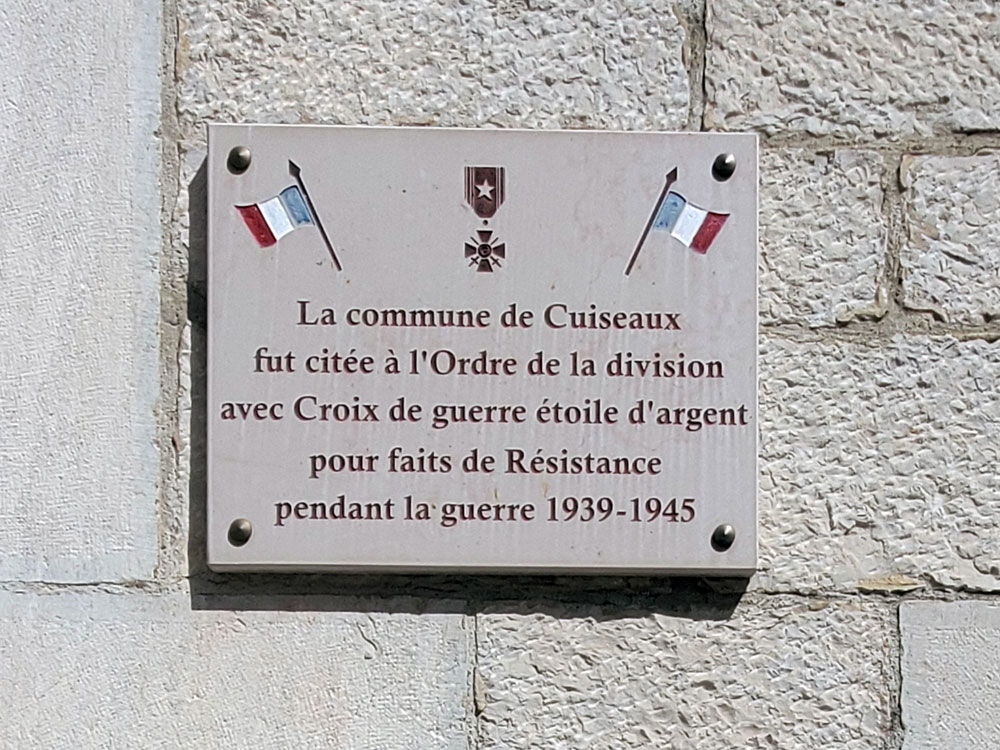 La commune de Cuiseaux
fut citée à l'Ordre de la division
avec Croix de guerre étoile d'argent
pour faits de Résistance
pendant la guerre 1939-1945